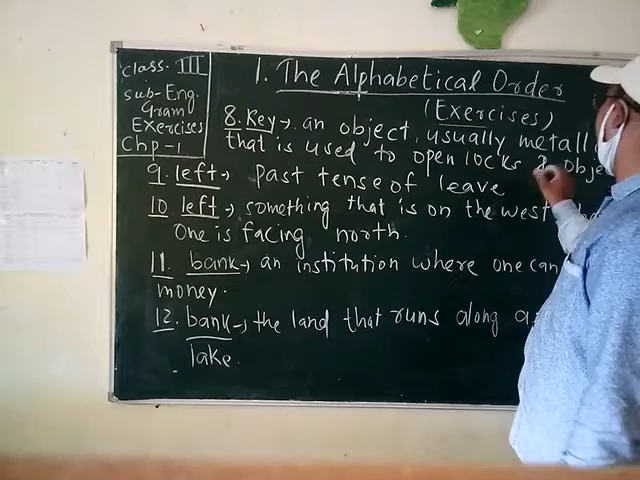 Class. III
Sub-Eng.
Gram
Exercises
Chp-1
1. The Alphabetical Order
(Exercises)
8. Key → an object, usually metall
that is used to open locks
9. left → past tense of leave
10 left → something that is on the west
One is facing north.
11. bank → an institution where one can
money.
12. bank → the land that runs along a
lake.